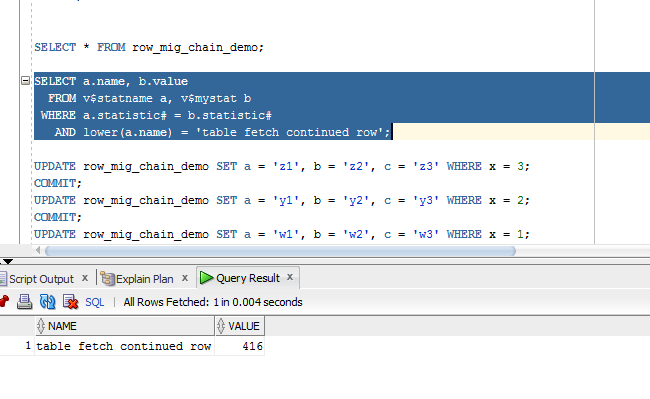 SELECT * FROM row_mig_chain_demo;
SELECT a.name, b.value
FROM v$statname a, v$mystat b
WHERE a.statistic# = b.statistic#
AND lower(a.name) = 'table fetch continued row';
UPDATE row_mig_chain_demo SET a = 'z1', b = 'z2', c = 'z3' WHERE x = 3;
COMMIT;
UPDATE row_mig_chain_demo SET a = 'y1', b = 'y2', c = 'y3' WHERE x = 2;
COMMIT;
UPDATE row_mig_chain_demo SET a = 'w1', b = 'w2', c = 'w3' WHERE x = 1;
Script Output x Explain Plan x Query Result x
SQL | All Rows Fetched: 1 in 0.004 seconds
NAME VALUE
1 table fetch continued row 416